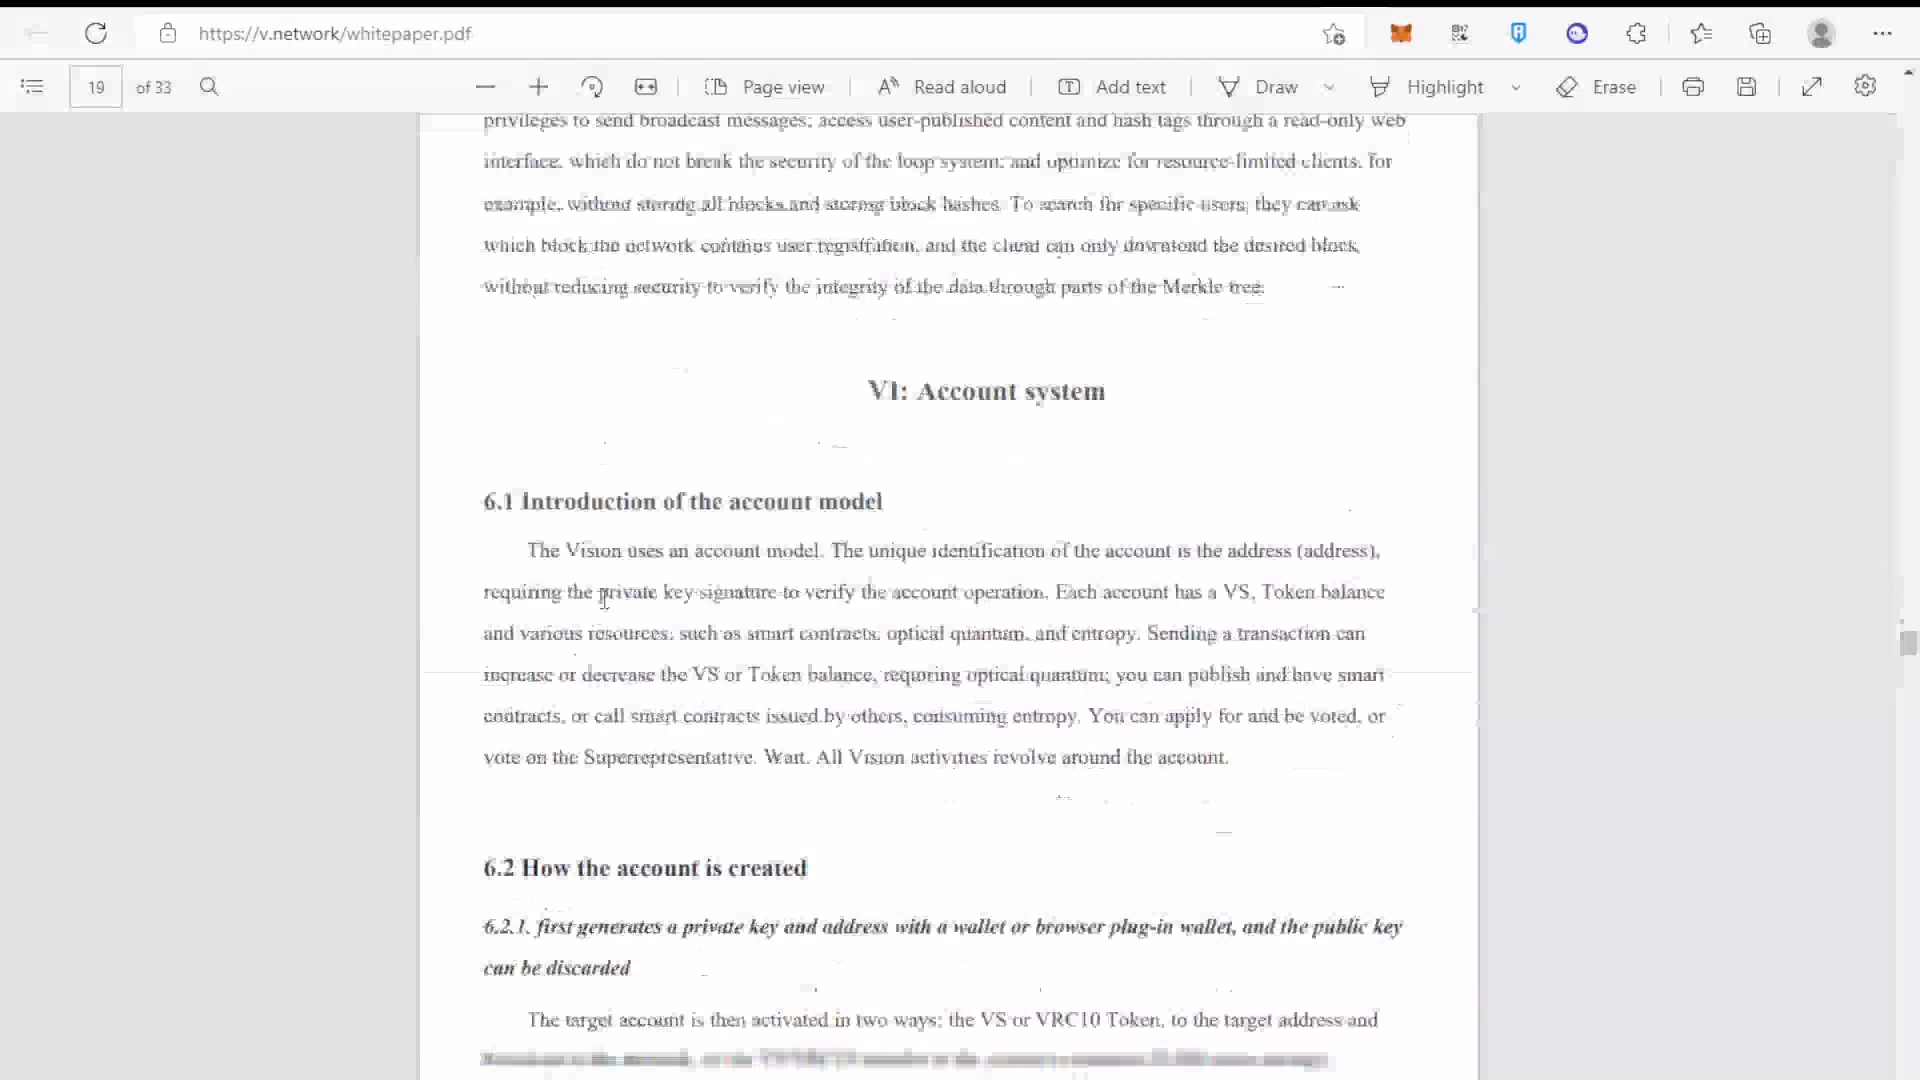 https://v.network/whitepaper.pdf
19 of 33 Page view Read aloud Add text Draw Highlight Erase
privileges to send broadcast messages; access user-published content and hash tags through a read-only web
interface, which do not break the security of the loop system; and optimize for resource-limited clients, for
example, without storing all blocks and storing block hashes. To search for specific users, they can ask
which block the network contains user registration, and the client can only download the desired block,
without reducing security to verify the integrity of the data through parts of the Merkle tree.
VI: Account system
6.1 Introduction of the account model
The Vision uses an account model. The unique identification of the account is the address (address),
requiring the private key signature to verify the account operation. Each account has a VS, Token balance
and various resources, such as smart contracts, optical quantum, and entropy. Sending a transaction can
increase or decrease the VS or Token balance, requiring optical quantum; you can publish and have smart
contracts, or call smart contracts issued by others, consuming entropy. You can apply for and be voted, or
vote on the Superrepresentative. Wait. All Vision activities revolve around the account.
6.2 How the account is created
6.2.1. first generates a private key and address with a wallet or browser plug-in wallet, and the public key
can be discarded
The target account is then activated in two ways: the VS or VRC10 Token, to the target address and